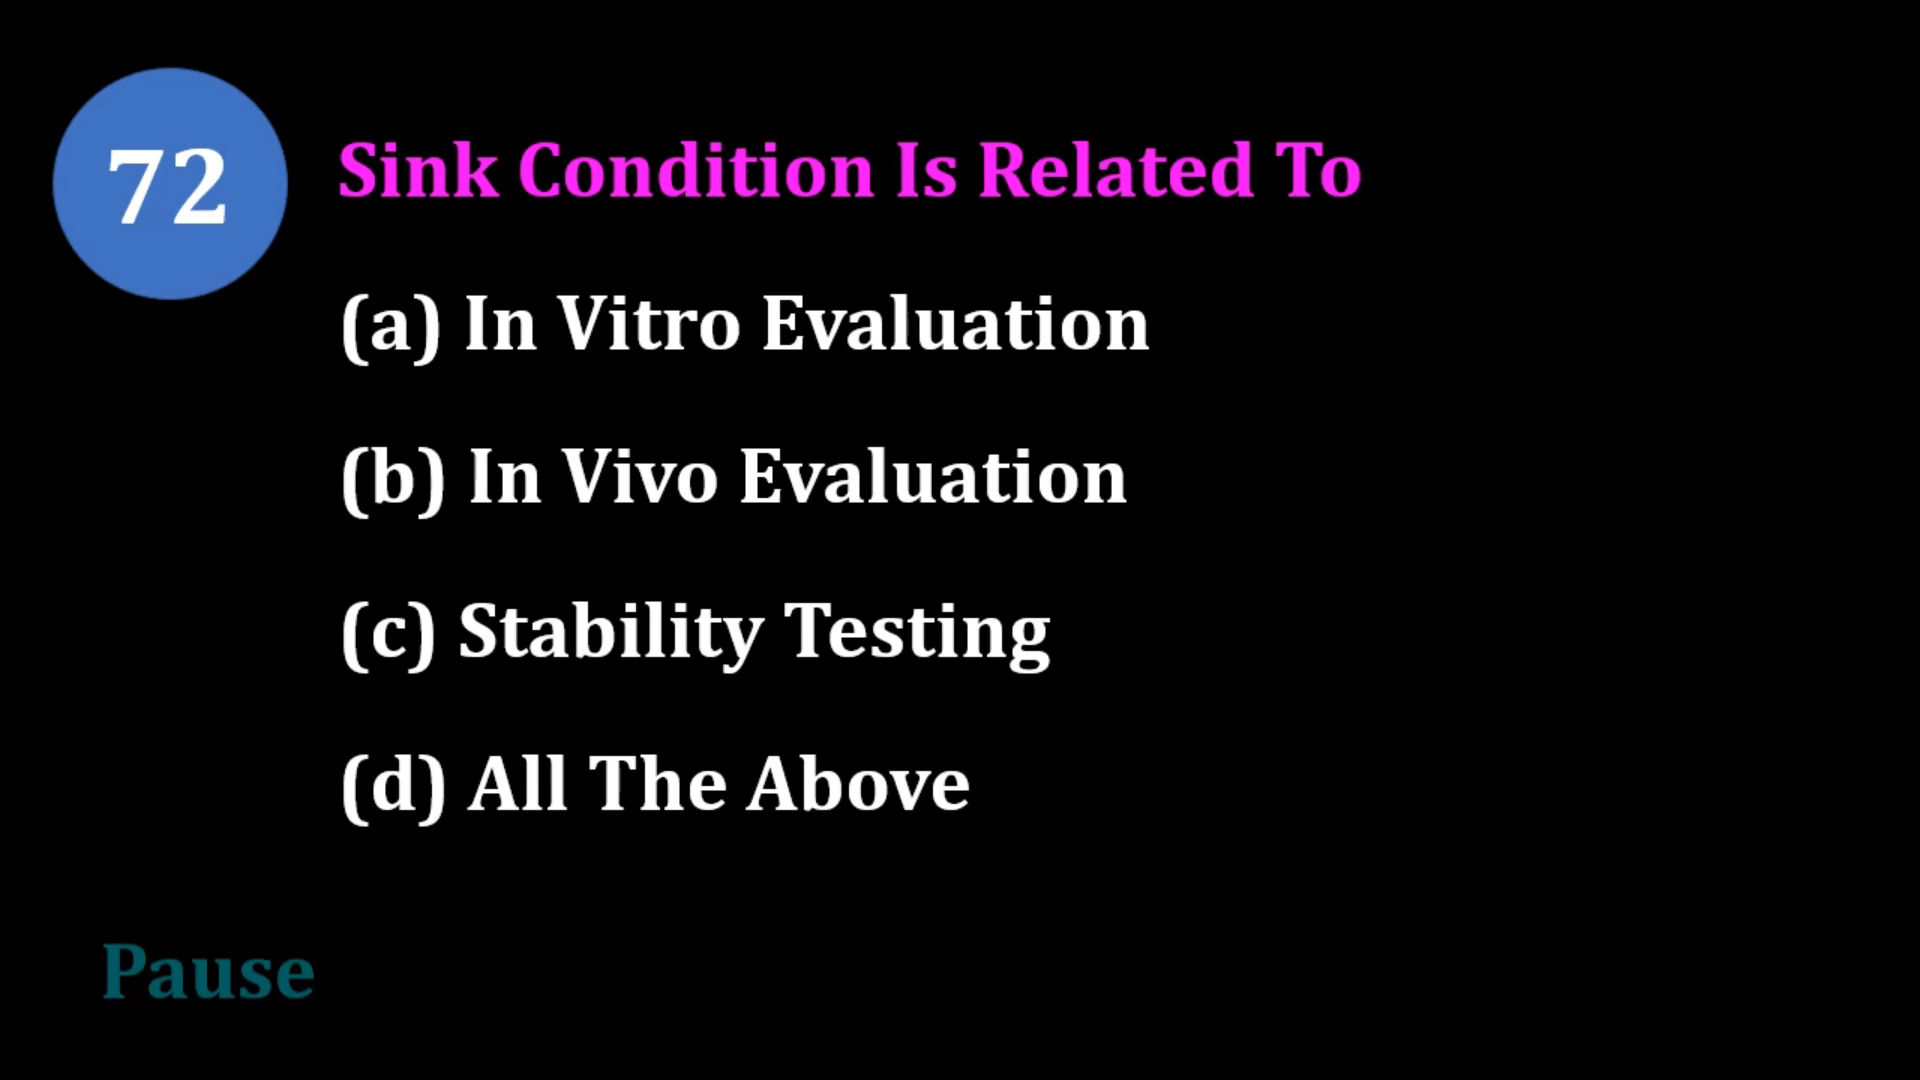 72
Sink Condition Is Related To
(a) In Vitro Evaluation
(b) In Vivo Evaluation
(c) Stability Testing
(d) All The Above
Pause